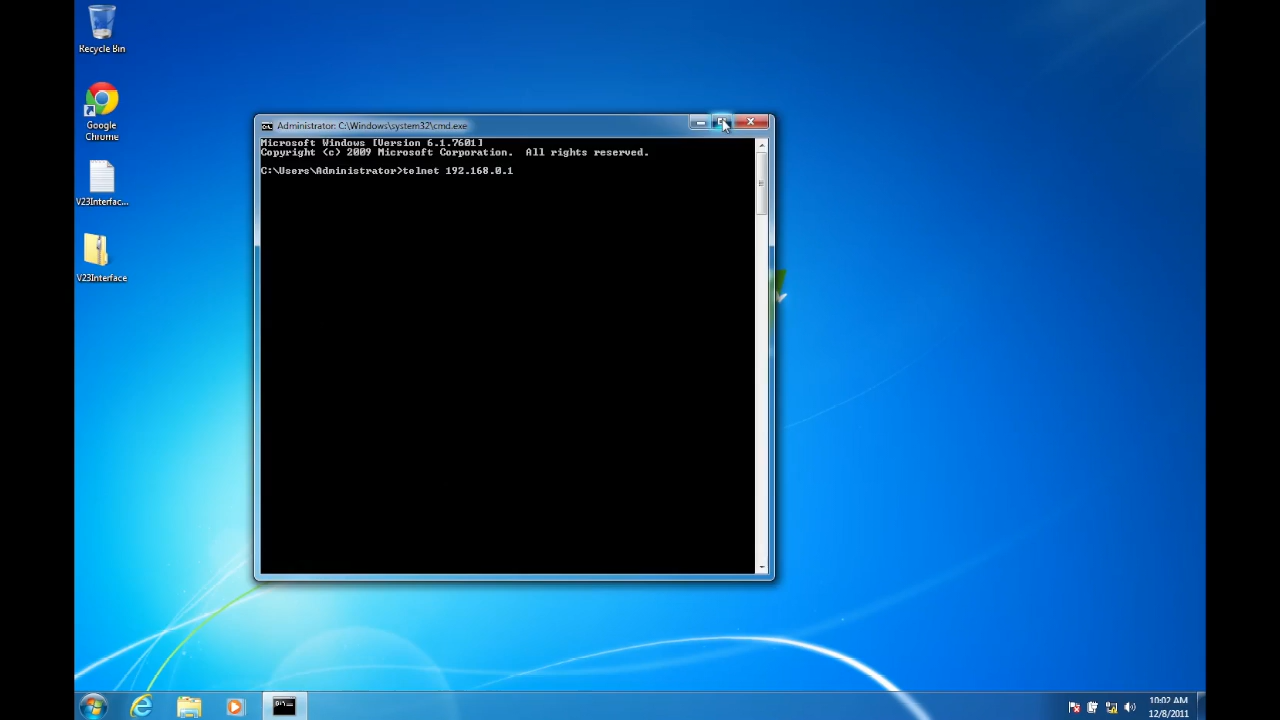 Recycle Bin
Google
Chrome
V23Interfac...
V23Interface
Administrator: C:\Windows\system32\cmd.exe
Microsoft Windows [Version 6.1.7601]
Copyright (c) 2009 Microsoft Corporation.  All rights reserved.
C:\Users\Administrator>telnet 192.168.0.1
10:02 AM
12/8/2011